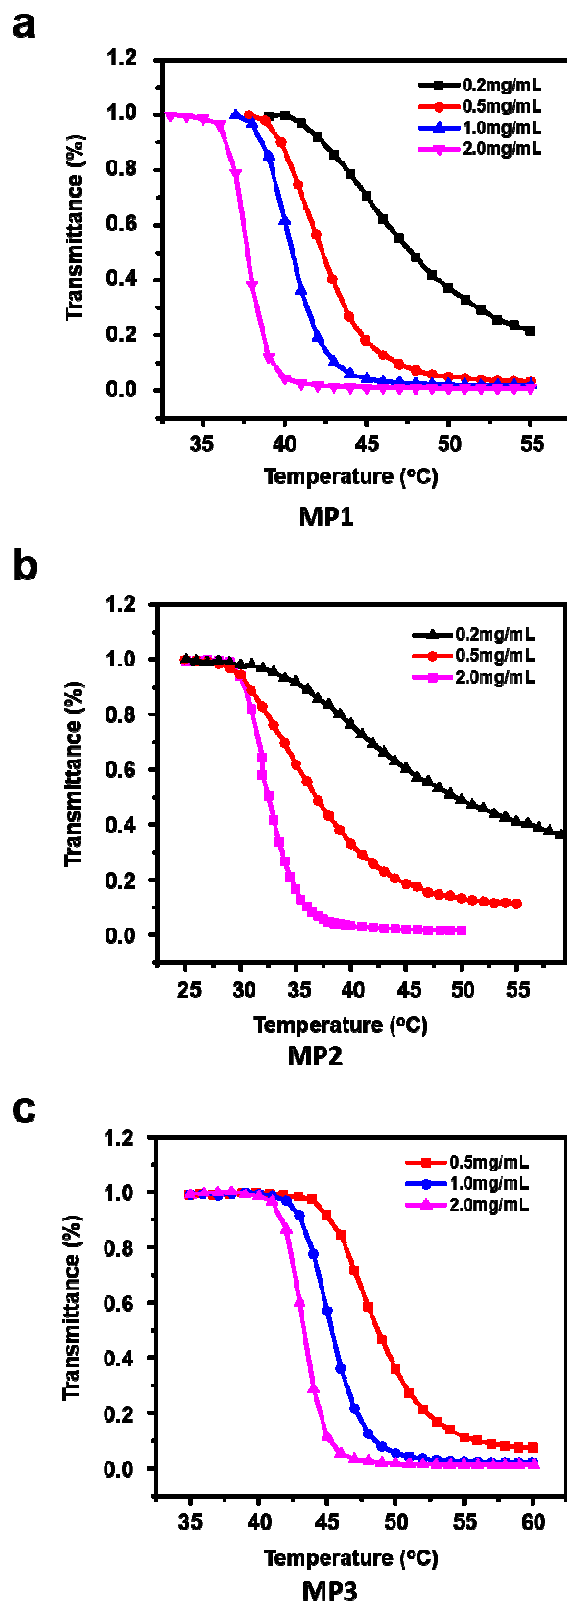 a
1.2
1.0
0.8
0.6
0.4
0.2
0.0
Transmittance (%)
0.2mg/mL
0.5mg/mL
1.0mg/mL
2.0mg/mL
35 40 45 50 55
Temperature (°C)
MP1
b
1.2
1.0
0.8
0.6
0.4
0.2
0.0
Transmittance (%)
0.2mg/mL
0.5mg/mL
2.0mg/mL
25 30 35 40 45 50 55
Temperature (°C)
MP2
c
1.2
1.0
0.8
0.6
0.4
0.2
0.0
Transmittance (%)
0.5mg/mL
1.0mg/mL
2.0mg/mL
35 40 45 50 55 60
Temperature (°C)
MP3